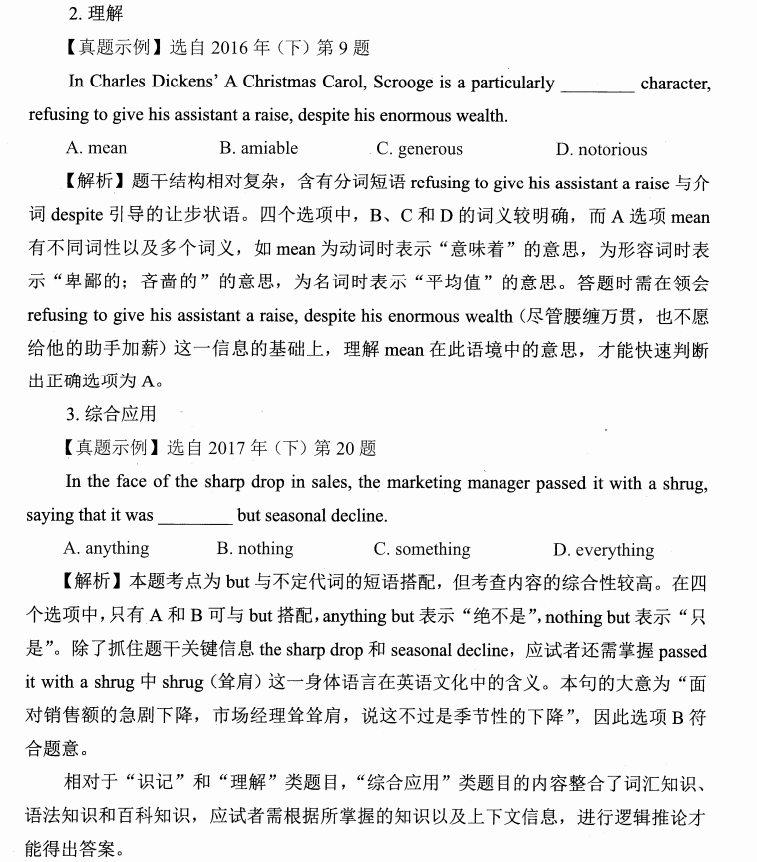 2. 理解
【真题示例】选自 2016 年（下）第 9 题
In Charles Dickens’ A Christmas Carol, Scrooge is a particularly ________ character,
refusing to give his assistant a raise, despite his enormous wealth.
A. mean B. amiable C. generous D. notorious
【解析】题干结构相对复杂，含有分词短语 refusing to give his assistant a raise 与介
词 despite 引导的让步状语。四个选项中，B、C 和 D 的词义较明确，而 A 选项 mean
有不同词性以及多个词义，如 mean 为动词时表示“意味着”的意思，为形容词时表
示“卑鄙的；吝啬的”的意思，为名词时表示“平均值”的意思。答题时需在领会
refusing to give his assistant a raise, despite his enormous wealth（尽管腰缠万贯，也不愿
给他的助手加薪）这一信息的基础上，理解 mean 在此语境中的意思，才能快速判断
出正确选项为 A。
3. 综合应用
【真题示例】选自 2017 年（下）第 20 题
In the face of the sharp drop in sales, the marketing manager passed it with a shrug,
saying that it was ________ but seasonal decline.
A. anything B. nothing C. something D. everything
【解析】本题考点为 but 与不定代词的短语搭配，但考查内容的综合性较高。在四
个选项中，只有 A 和 B 可与 but 搭配，anything but 表示“绝不是”，nothing but 表示“只
是”。除了抓住题干关键信息 the sharp drop 和 seasonal decline，应试者还需掌握 passed
it with a shrug 中 shrug（耸肩）这一身体语言在英语文化中的含义。本句的大意为“面
对销售额的急剧下降，市场经理耸耸肩，说这不过是季节性的下降”，因此选项 B 符
合题意。
相对于“识记”和“理解”类题目，“综合应用”类题目的内容整合了词汇知识、
语法知识和百科知识，应试者需根据所掌握的知识以及上下文信息，进行逻辑推论才
能得出答案。